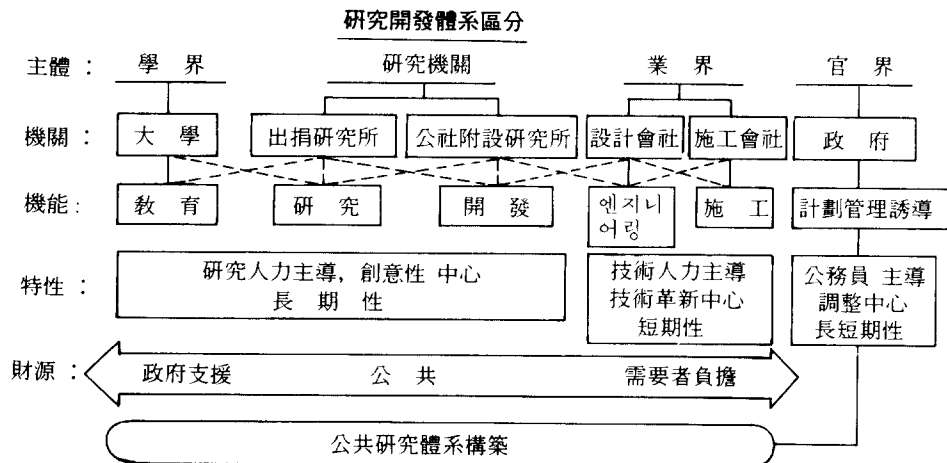 研究開發體系區分
主體 : 學 界 研究機關 業 界 官 界
機關 : 大 學 出捐研究所 公社附設研究所 設計會社 施工會社 政 府
機能 : 敎 育 研 究 開 發 엔지니 施 工 計劃管理誘導
어링
特性 : 研究人力主導, 創意性 中心
長 期 性
技術人力主導
技術革新中心
短期性
公務員 主導
調整中心
長短期性
財源 : 政府支援 公 共 需要者負擔
公共研究體系構築